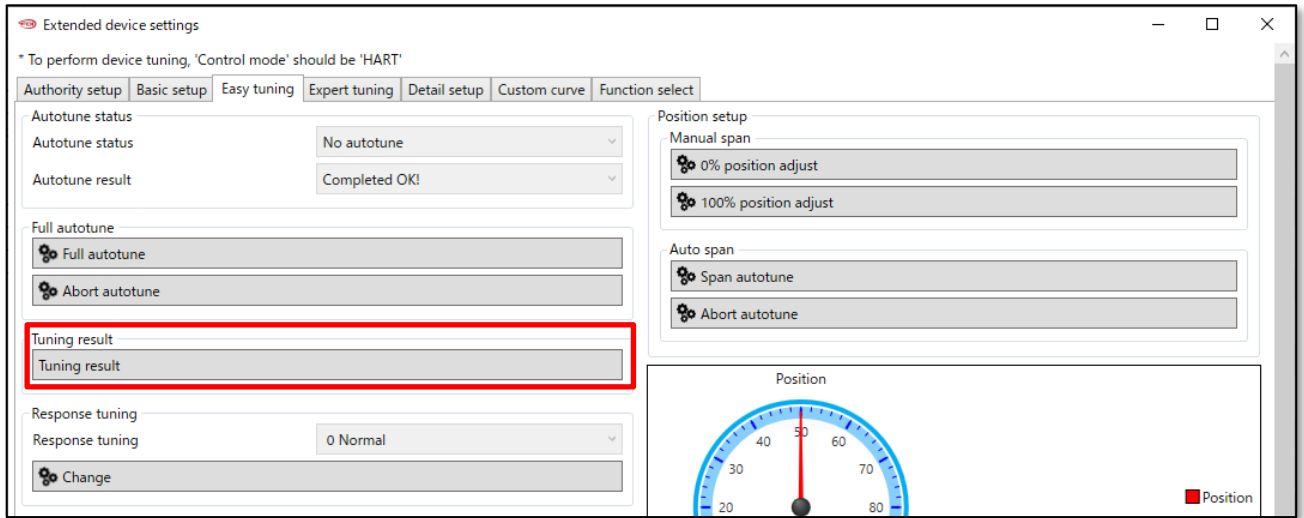 Extended device settings
* To perform device tuning, 'Control mode' should be 'HART'
Authority setup Basic setup Easy tuning Expert tuning Detail setup Custom curve Function select
Autotune status
Autotune status No autotune
Autotune result Completed OK!
Full autotune
Full autotune
Abort autotune
Tuning result
Tuning result
Response tuning
Response tuning 0 Normal
Change
Position setup
Manual span
0% position adjust
100% position adjust
Auto span
Span autotune
Abort autotune
Position
40 50 60
30 70
20 80
Position